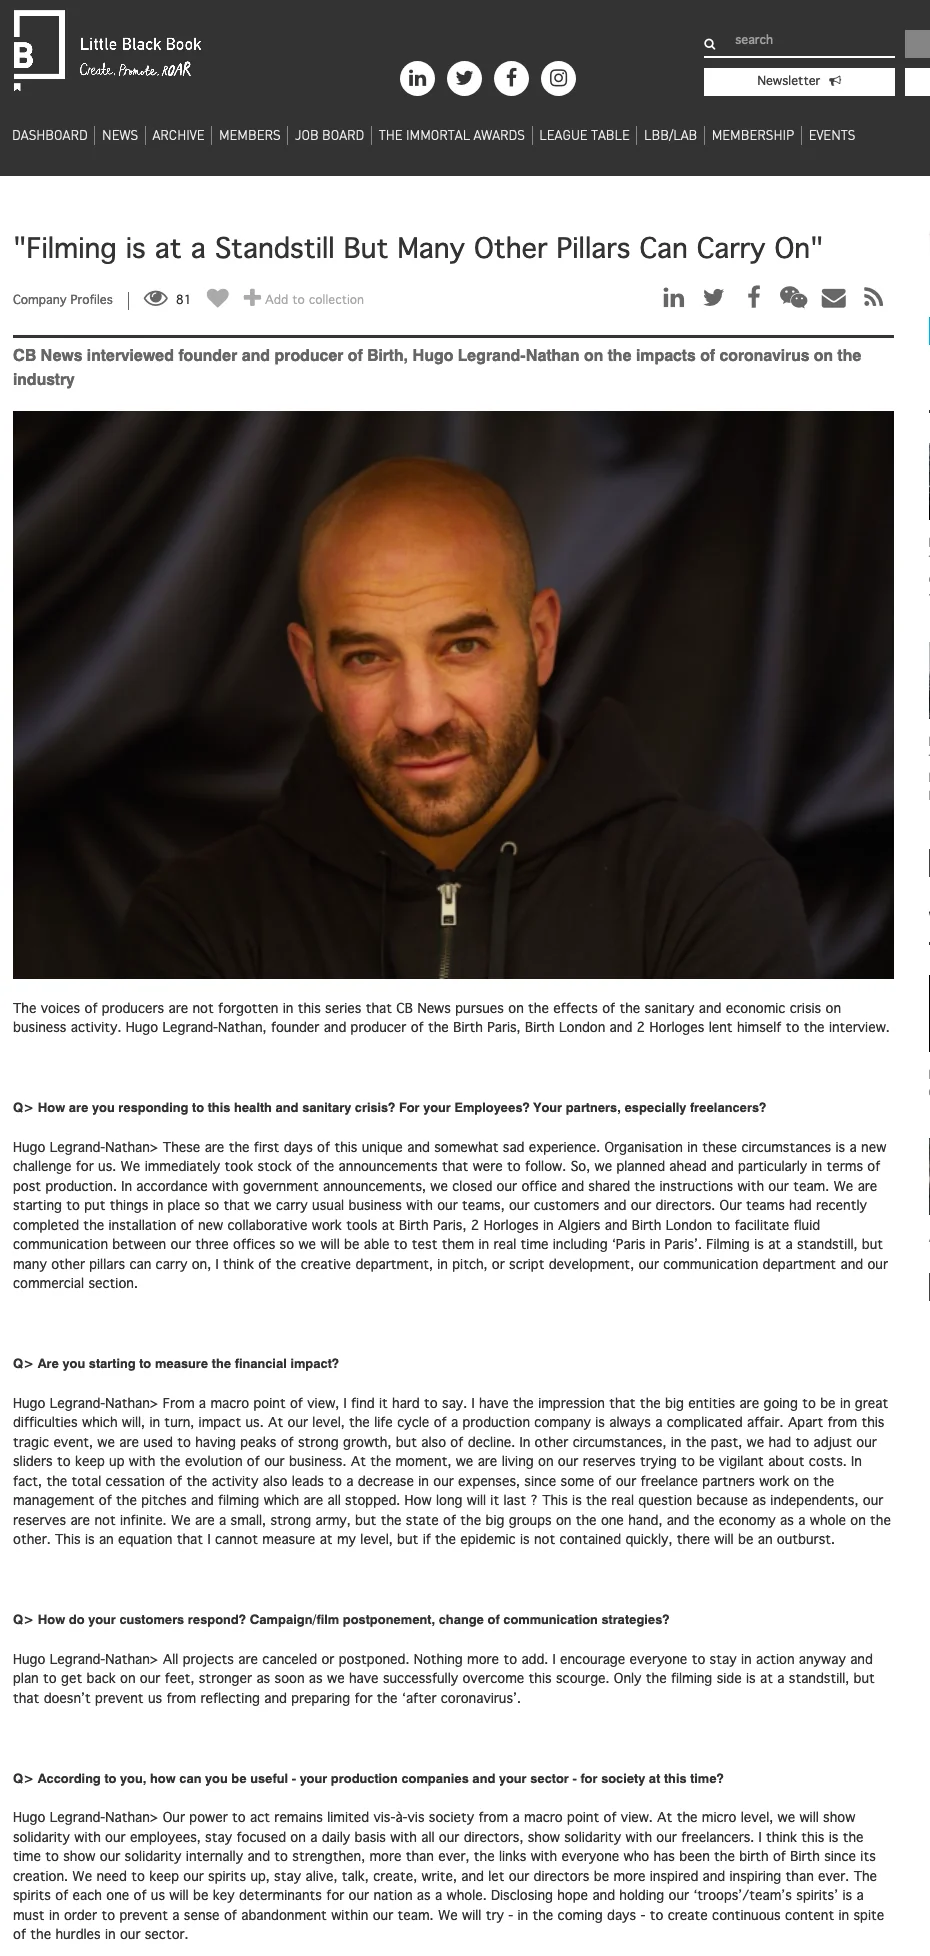 B
Little Black Book
Create. Promote. ROAR
search
Newsletter
DASHBOARD NEWS ARCHIVE MEMBERS JOB BOARD THE IMMORTAL AWARDS LEAGUE TABLE LBB/LAB MEMBERSHIP EVENTS
"Filming is at a Standstill But Many Other Pillars Can Carry On"
Company Profiles 81 Add to collection
CB News interviewed founder and producer of Birth, Hugo Legrand-Nathan on the impacts of coronavirus on the
industry
The voices of producers are not forgotten in this series that CB News pursues on the effects of the sanitary and economic crisis on
business activity. Hugo Legrand-Nathan, founder and producer of the Birth Paris, Birth London and 2 Horloges lent himself to the interview.
Q> How are you responding to this health and sanitary crisis? For your Employees? Your partners, especially freelancers?
Hugo Legrand-Nathan> These are the first days of this unique and somewhat sad experience. Organisation in these circumstances is a new
challenge for us. We immediately took stock of the announcements that were to follow. So, we planned ahead and particularly in terms of
post production. In accordance with government announcements, we closed our office and shared the instructions with our team. We are
starting to put things in place so that we carry usual business with our teams, our customers and our directors. Our teams had recently
completed the installation of new collaborative work tools at Birth Paris, 2 Horloges in Algiers and Birth London to facilitate fluid
communication between our three offices so we will be able to test them in real time including ‘Paris in Paris’. Filming is at a standstill, but
many other pillars can carry on, I think of the creative department, in pitch, or script development, our communication department and our
commercial section.
Q> Are you starting to measure the financial impact?
Hugo Legrand-Nathan> From a macro point of view, I find it hard to say. I have the impression that the big entities are going to be in great
difficulties which will, in turn, impact us. At our level, the life cycle of a production company is always a complicated affair. Apart from this
tragic event, we are used to having peaks of strong growth, but also of decline. In other circumstances, in the past, we had to adjust our
sliders to keep up with the evolution of our business. At the moment, we are living on our reserves trying to be vigilant about costs. In
fact, the total cessation of the activity also leads to a decrease in our expenses, since some of our freelance partners work on the
management of the pitches and filming which are all stopped. How long will it last ? This is the real question because as independents, our
reserves are not infinite. We are a small, strong army, but the state of the big groups on the one hand, and the economy as a whole on the
other. This is an equation that I cannot measure at my level, but if the epidemic is not contained quickly, there will be an outburst.
Q> How do your customers respond? Campaign/film postponement, change of communication strategies?
Hugo Legrand-Nathan> All projects are canceled or postponed. Nothing more to add. I encourage everyone to stay in action anyway and
plan to get back on our feet, stronger as soon as we have successfully overcome this scourge. Only the filming side is at a standstill, but
that doesn’t prevent us from reflecting and preparing for the ‘after coronavirus’.
Q> According to you, how can you be useful - your production companies and your sector - for society at this time?
Hugo Legrand-Nathan> Our power to act remains limited vis-à-vis society from a macro point of view. At the micro level, we will show
solidarity with our employees, stay focused on a daily basis with all our directors, show solidarity with our freelancers. I think this is the
time to show our solidarity internally and to strengthen, more than ever, the links with everyone who has been the birth of Birth since its
creation. We need to keep our spirits up, stay alive, talk, create, write, and let our directors be more inspired and inspiring than ever. The
spirits of each one of us will be key determinants for our nation as a whole. Disclosing hope and holding our ‘troops’/team’s spirits’ is a
must in order to prevent a sense of abandonment within our team. We will try - in the coming days - to create continuous content in spite
of the hurdles in our sector.